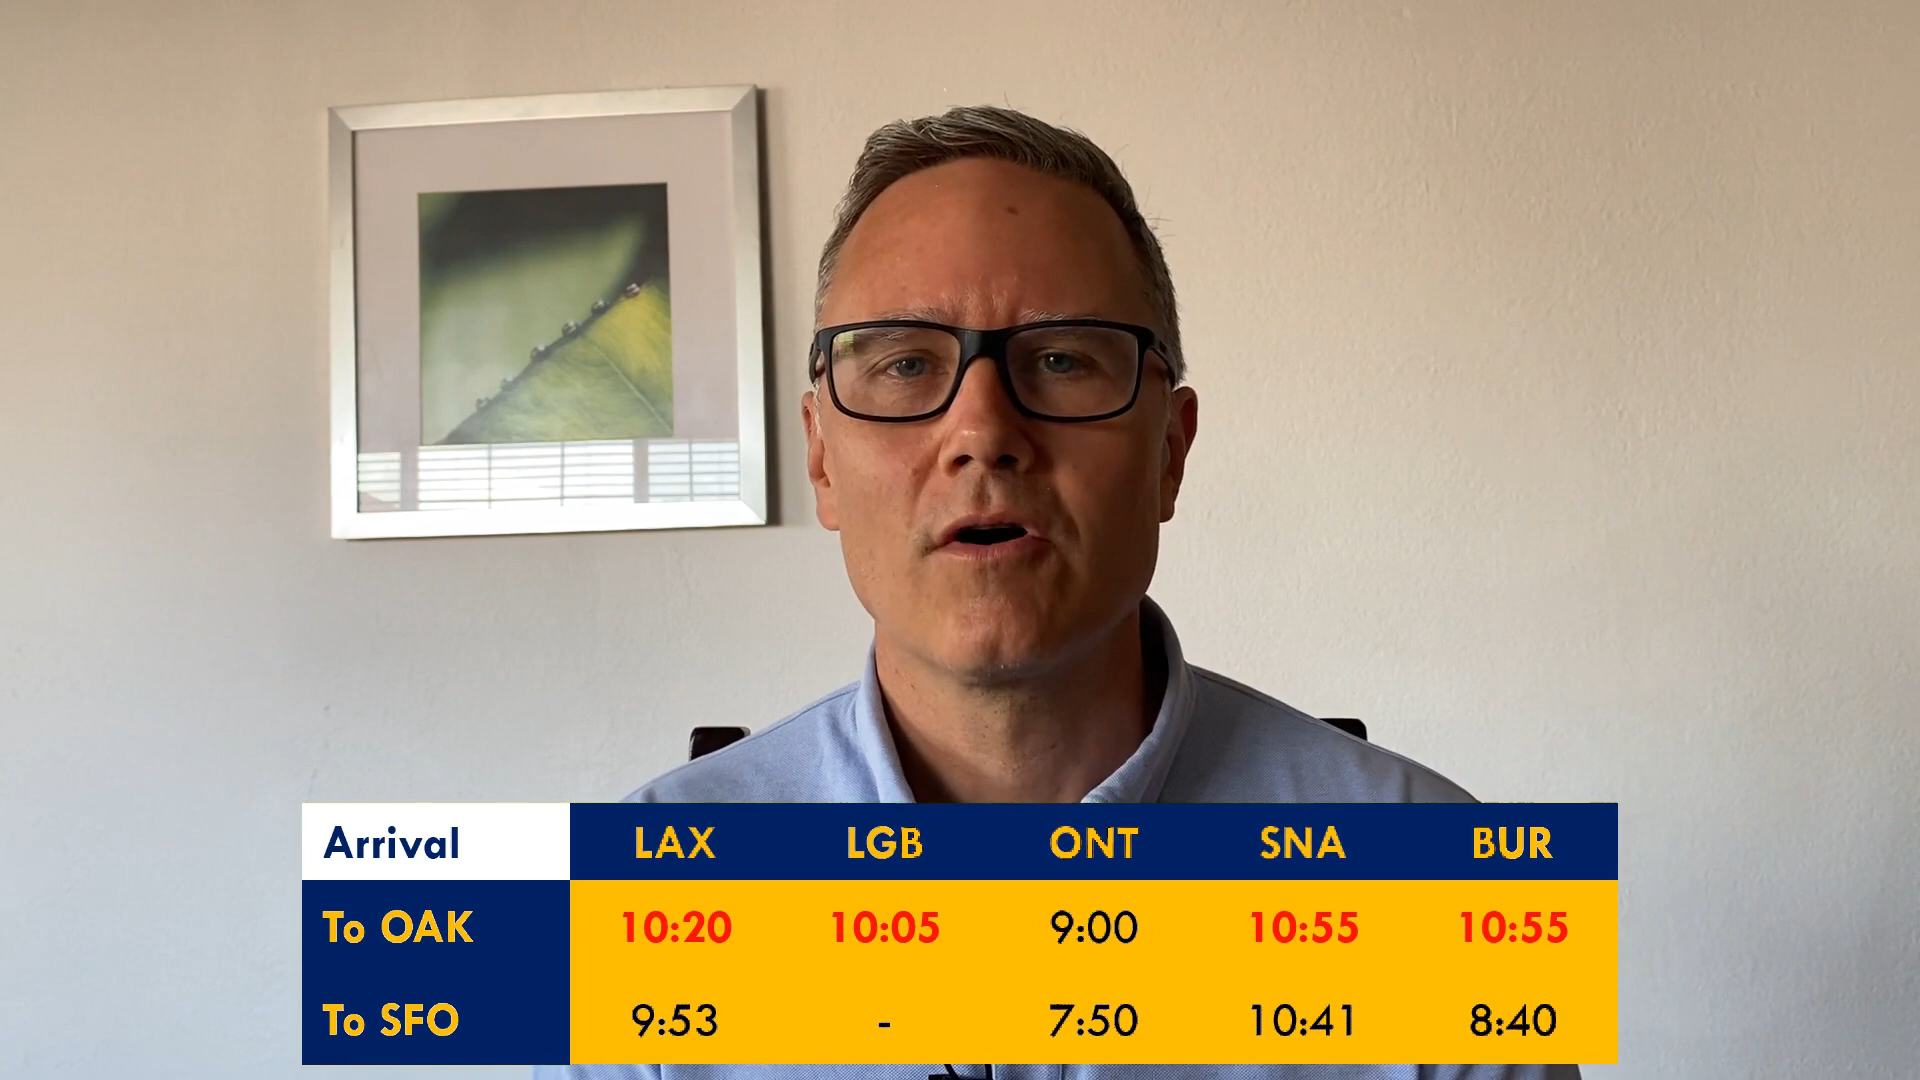 Arrival LAX LGB ONT SNA BUR
To OAK 10:20 10:05 9:00 10:55 10:55
To SFO 9:53 - 7:50 10:41 8:40